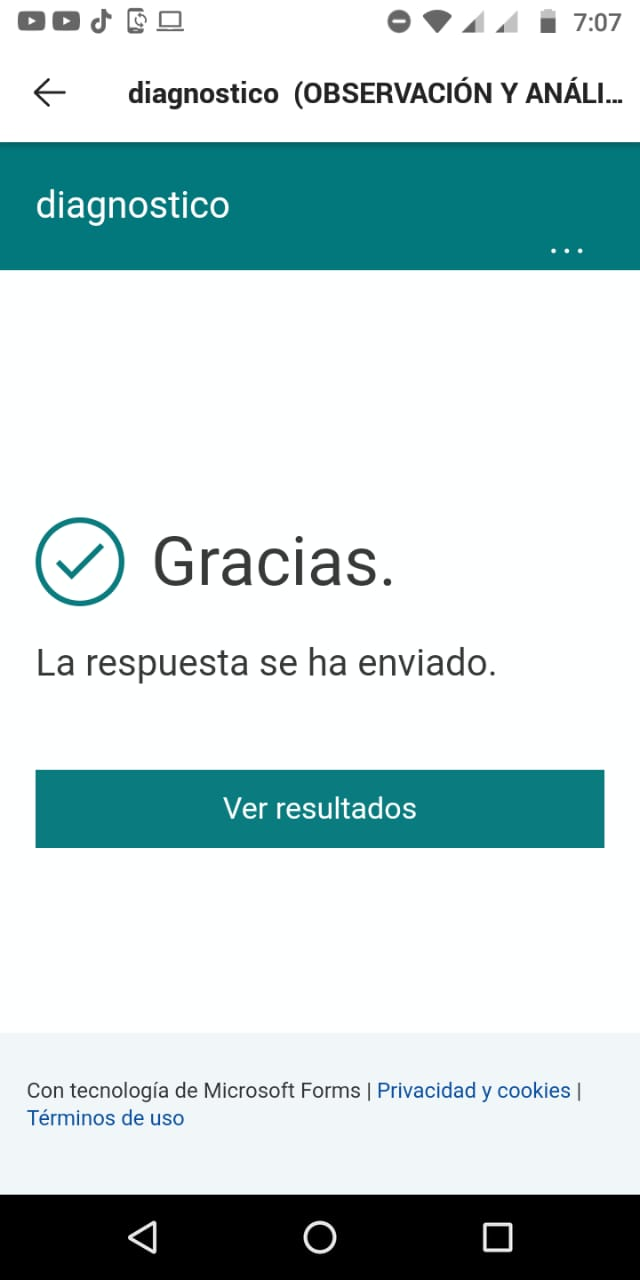 7:07
diagnostico (OBSERVACIÓN Y ANÁLI...
diagnostico
...
Gracias.
La respuesta se ha enviado.
Ver resultados
Con tecnología de Microsoft Forms | Privacidad y cookies |
Términos de uso